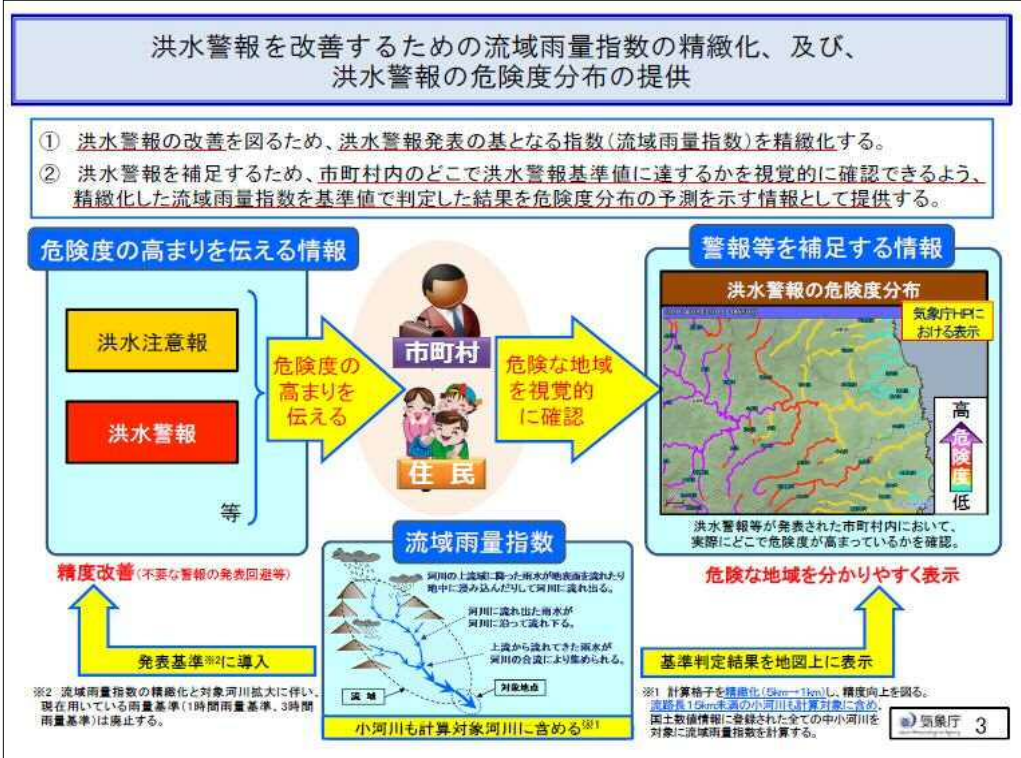 洪水警報を改善するための流域雨量指数の精緻化、及び、
洪水警報の危険度分布の提供
① 洪水警報の改善を図るため、洪水警報発表の基となる指数(流域雨量指数)を精緻化する。
② 洪水警報を補足するため、市町村内のどこで洪水警報基準値に達するかを視覚的に確認できるよう、
精緻化した流域雨量指数を基準値で判定した結果を危険度分布の予測を示す情報として提供する。
危険度の高まりを伝える情報
洪水注意報
洪水警報
等
危険度の
高まりを
伝える
市町村
住民
危険な地域
を視覚的
に確認
警報等を補足する情報
洪水警報の危険度分布
気象庁HPに
おける表示
高
危険度
低
洪水警報等が発表された市町村内において、
実際にどこで危険度が高まっているかを確認。
精度改善(不要な警報の発表回避等)
危険な地域を分かりやすく表示
流域雨量指数
河川の上流域に降った雨水が地表面を流れたり
地中に浸み込んだりして河川に流れ出る。
河川に流れ出た雨水が
河川に沿って流れ下る。
上流から流れてきた雨水が
河川の合流により集められる。
流域
対象地点
小河川も計算対象河川に含める※1
発表基準※2に導入
基準判定結果を地図上に表示
※2 流域雨量指数の精緻化と対象河川拡大に伴い、
現在用いている雨量基準(1時間雨量基準、3時間
雨量基準)は廃止する。
※1 計算格子を精緻化(5km→1km)し、精度向上を図る。
流路長15km未満の小河川も計算対象に含め、
国土数値情報に登録された全ての中小河川を
対象に流域雨量指数を計算する。
気象庁
3